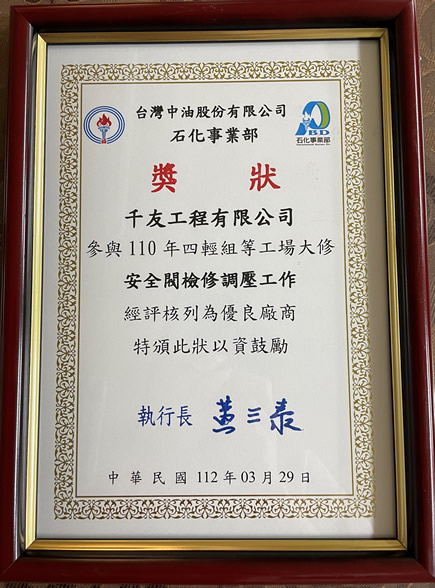 台灣中油股份有限公司
石化事業部
BD
石化事業部
獎狀
千友工程有限公司
參與110年四輕組等工場大修
安全閥檢修調壓工作
經評核列為優良廠商
特頒此狀以資鼓勵
執行長 黃三泰
中華民國112年03月29日